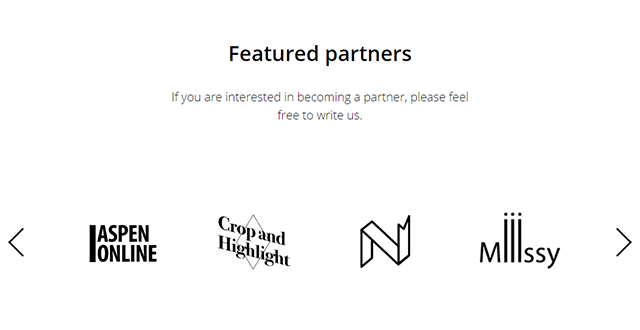 Featured partners
If you are interested in becoming a partner, please feel
free to write us.
ASPEN
ONLINE
Crop and
Highlight
N
Miiissy